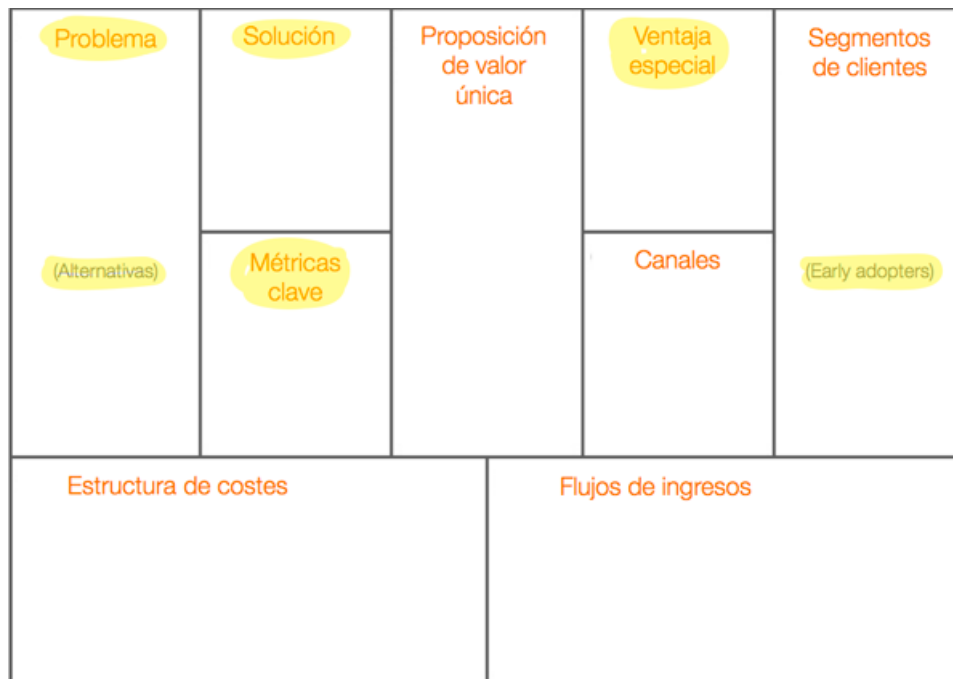 Problema
(Alternativas)
Solución
Métricas
clave
Proposición
de valor
única
Ventaja
especial
Canales
Segmentos
de clientes
(Early adopters)
Estructura de costes
Flujos de ingresos